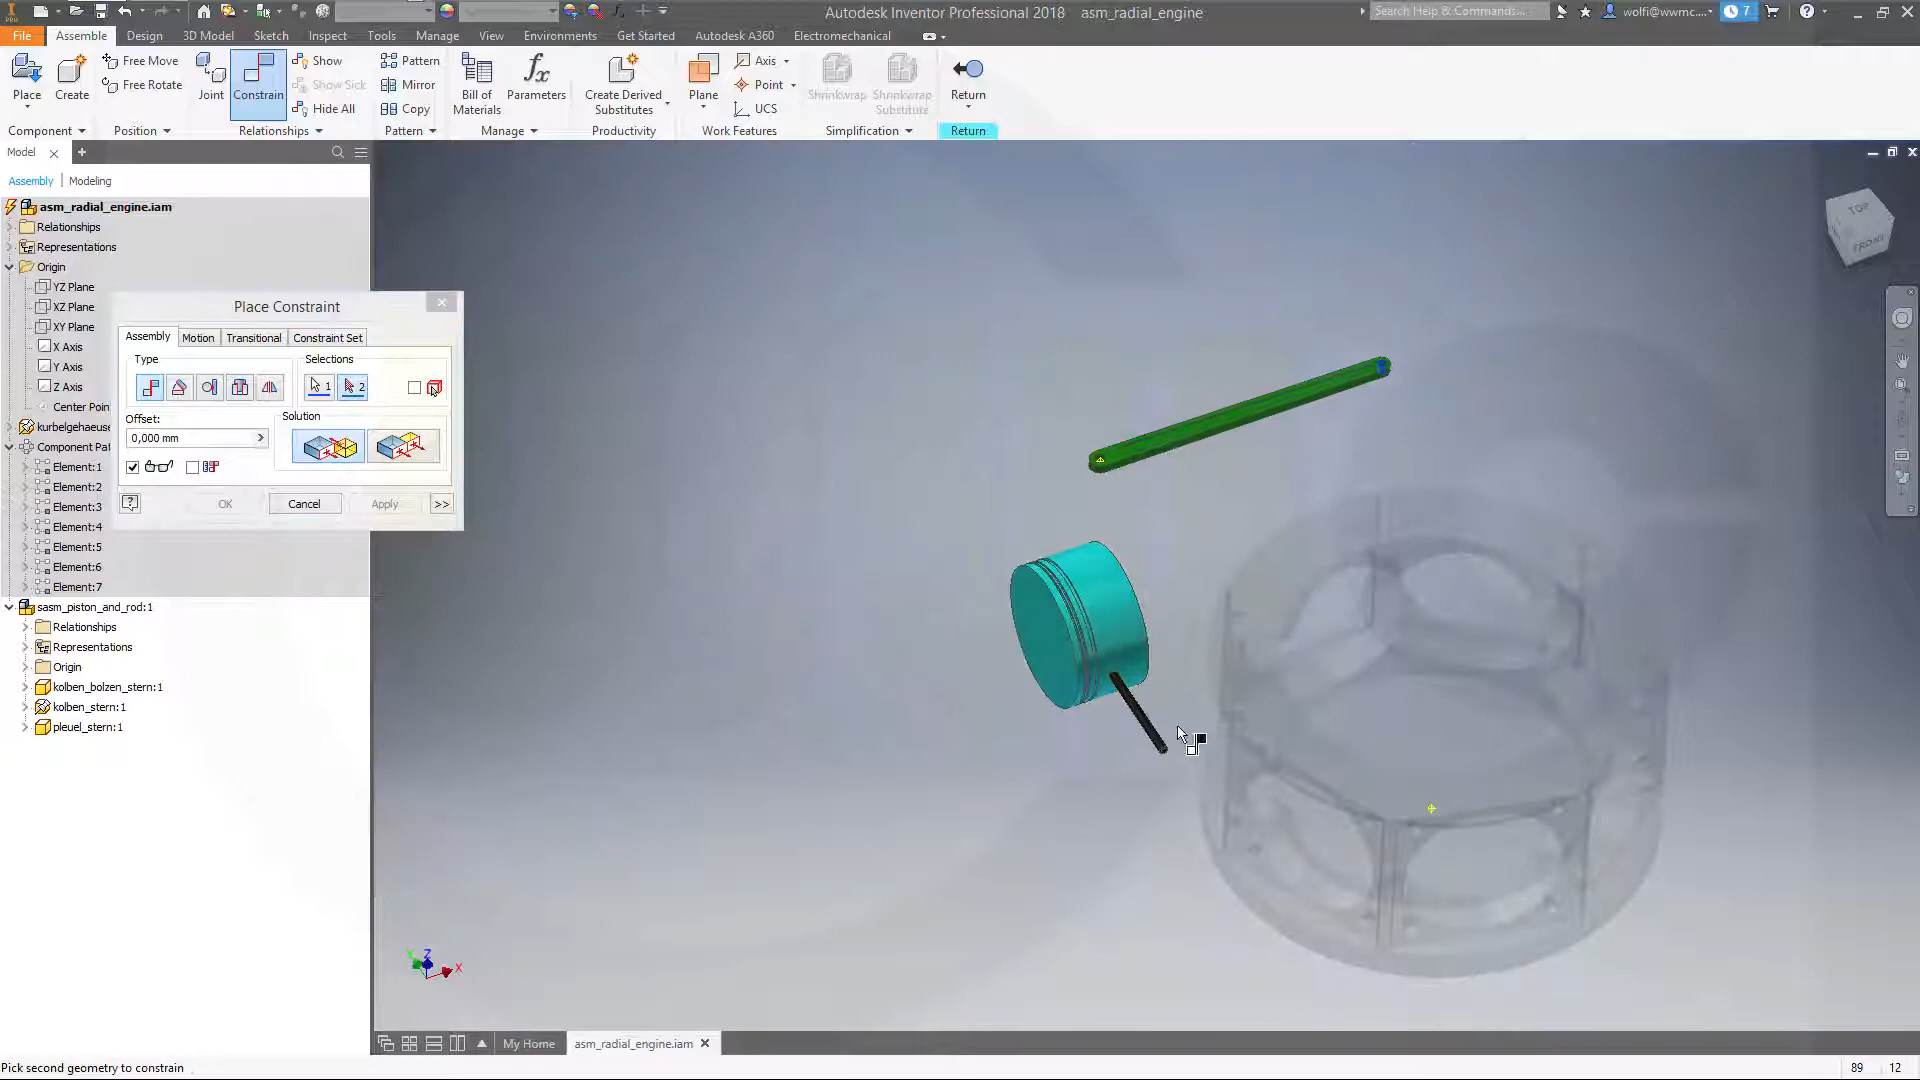 Autodesk Inventor Professional 2018 asm_radial_engine
Search Help & Commands... wolfi@wwmc.... 7
File Assemble Design 3D Model Sketch Inspect Tools Manage View Environments Get Started Autodesk A360 Electromechanical
Place
Create
Free Move
Free Rotate
Joint
Constrain
Show
Show Sick
Hide All
Pattern
Mirror
Copy
Bill of
Materials
fx
Parameters
Create Derived
Substitutes
Plane
Axis
Point
UCS
Shrinkwrap
Shrinkwrap
Substitute
Return
Component Position Relationships Pattern Manage Productivity Work Features Simplification Return
Model
Assembly | Modeling
asm_radial_engine.iam
Relationships
Representations
Origin
YZ Plane
XZ Plane
XY Plane
X Axis
Y Axis
Z Axis
Center Poin
kurbelgehaeuse
Component Pa
Element:1
Element:2
Element:3
Element:4
Element:5
Element:6
Element:7
sasm_piston_and_rod:1
Relationships
Representations
Origin
kolben_bolzen_stern:1
kolben_stern:1
pleuel_stern:1
Place Constraint
Assembly Motion Transitional Constraint Set
Type
Selections
1 2
Offset:
0,000 mm
Solution
OK Cancel Apply >>
TOP
FRONT
Y Z X
My Home asm_radial_engine.iam
Pick second geometry to constrain
89 12